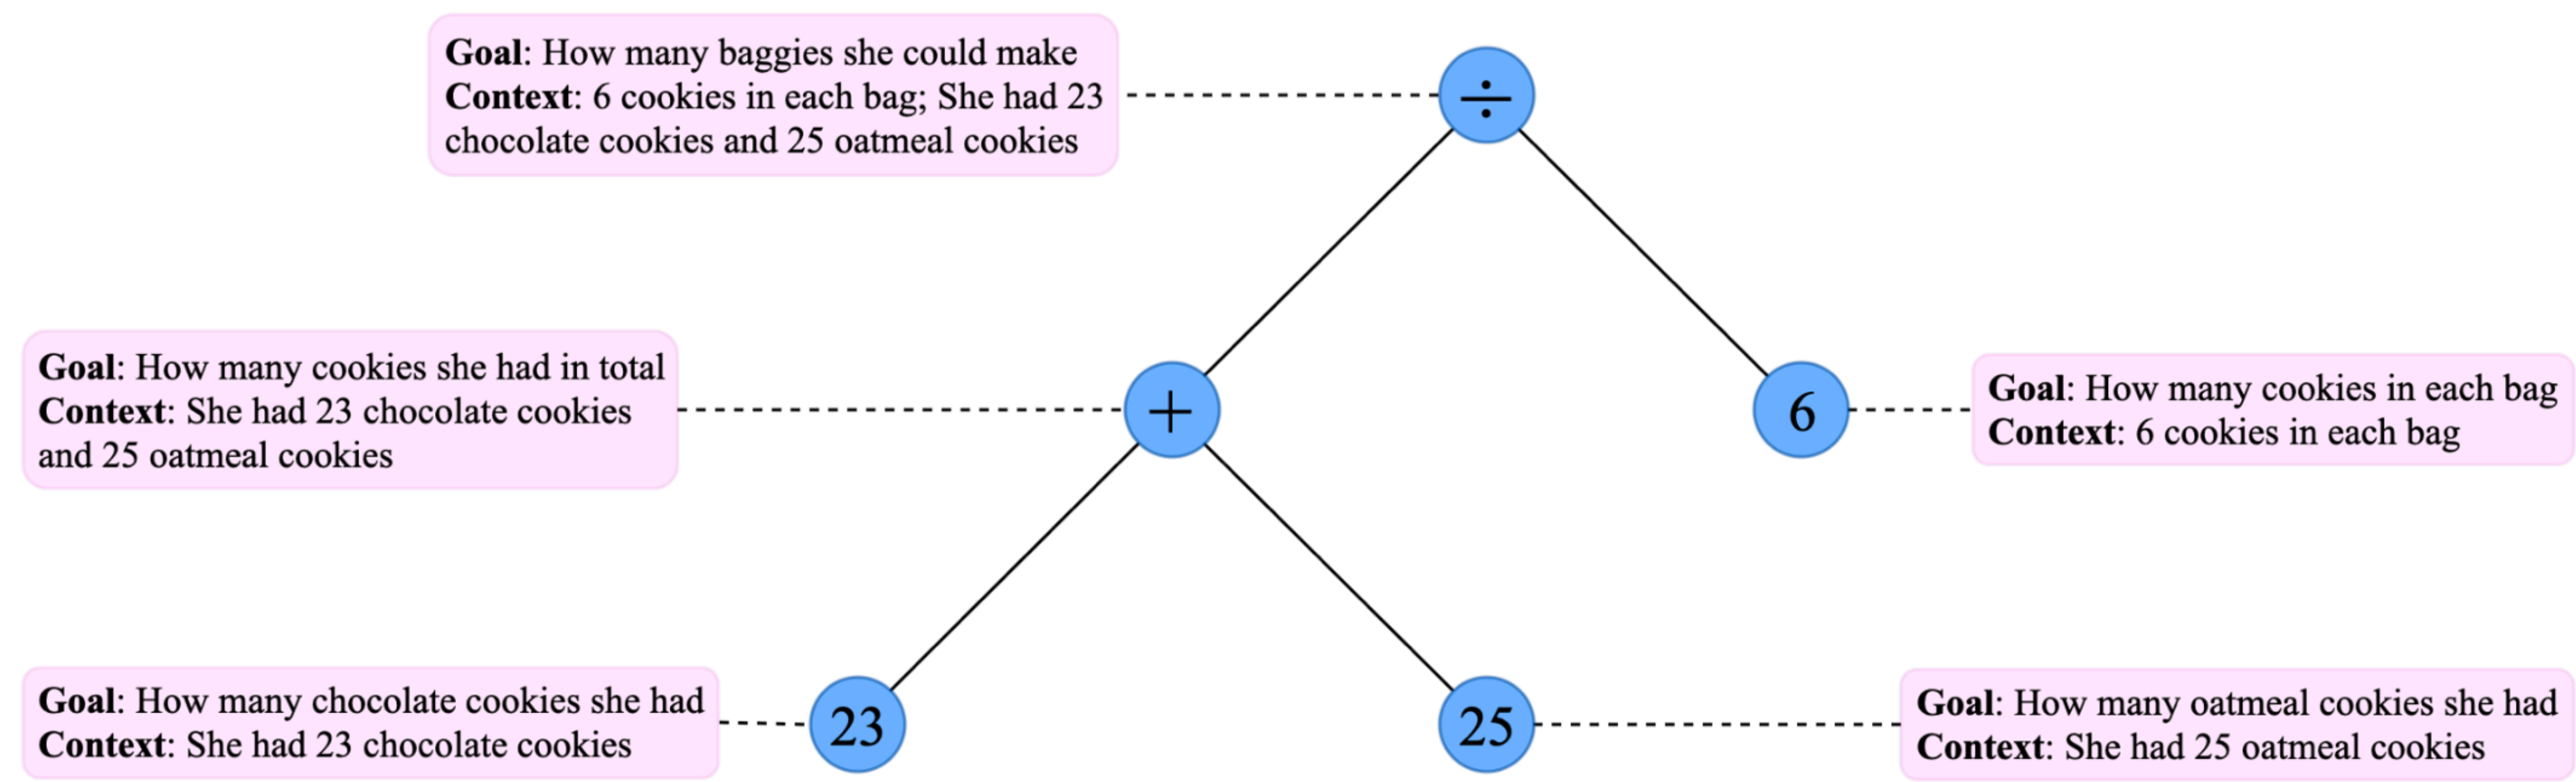 Goal: How many baggies she could make
Context: 6 cookies in each bag; She had 23
chocolate cookies and 25 oatmeal cookies
÷
Goal: How many cookies she had in total
Context: She had 23 chocolate cookies
and 25 oatmeal cookies
+
6
Goal: How many cookies in each bag
Context: 6 cookies in each bag
Goal: How many chocolate cookies she had
Context: She had 23 chocolate cookies
23
25
Goal: How many oatmeal cookies she had
Context: She had 25 oatmeal cookies